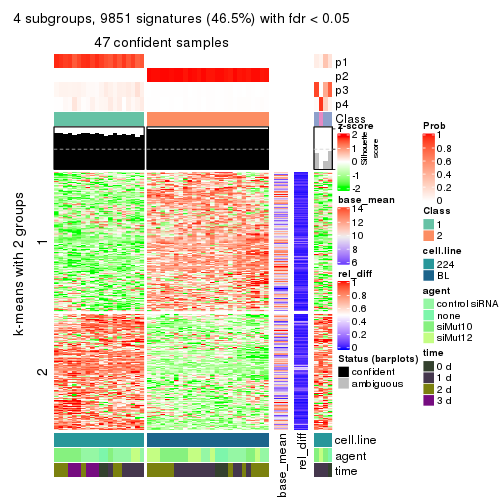 4 subgroups, 9851 signatures (46.5%) with fdr < 0.05
47 confident samples
p1
p2
p3
p4
Class
1
Silhouette score
k-means with 2 groups
1
2
base_mean
rel_diff
cell.line
agent
time
z-score
2
1
0
-1
-2
base_mean
14
12
10
8
6
rel_diff
1
0.8
0.6
0.4
0.2
0
Status (barplots)
confident
ambiguous
Prob
1
0.8
0.6
0.4
0.2
0
Class
1
2
cell.line
224
BL
agent
control siRNA
none
siMut10
siMut12
time
0 d
1 d
2 d
3 d